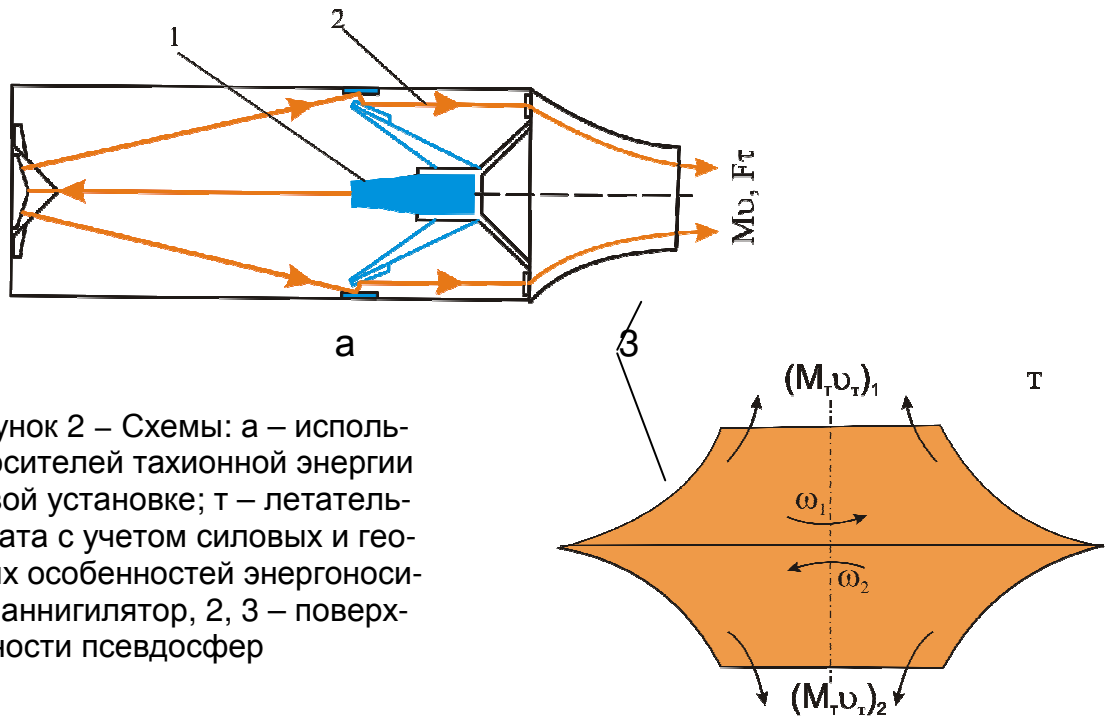 1
2
Mυ, Fτ
а
3
(Mτυτ)₁
т
унок 2 – Схемы: а – исполь-
осителей тахионной энергии
вой установке; т – летатель-
ата с учетом силовых и гео-
их особенностей энергоноси-
аннигилятор, 2, 3 – поверх-
ности псевдосфер
ω₁
ω₂
(Mτυτ)₂